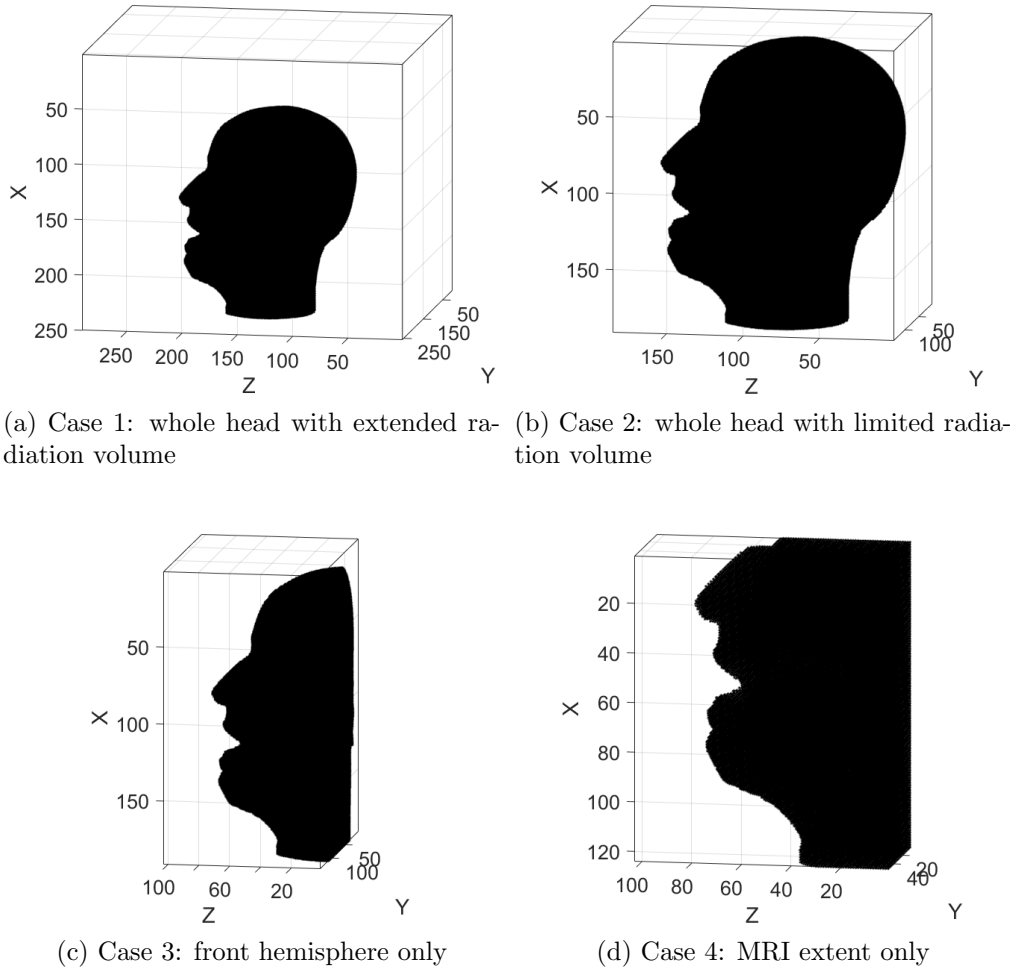 50
100
150
200
250
X
250
200
150
100
50
Z
50
150
250
Y
50
100
150
X
150
100
50
Z
50
100
Y
(a) Case 1: whole head with extended ra-
diation volume
(b) Case 2: whole head with limited radia-
tion volume
50
100
150
X
100
60
20
Z
50
100
Y
20
40
60
80
100
120
X
100
80
60
40
20
Z
20
40
Y
(c) Case 3: front hemisphere only
(d) Case 4: MRI extent only